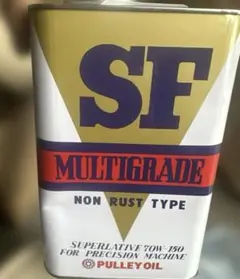 SF
MULTIGRADE
NON RUST TYPE
SUPERLATIVE 70W-150
FOR PRECISION MACHINE
PULLEYOIL